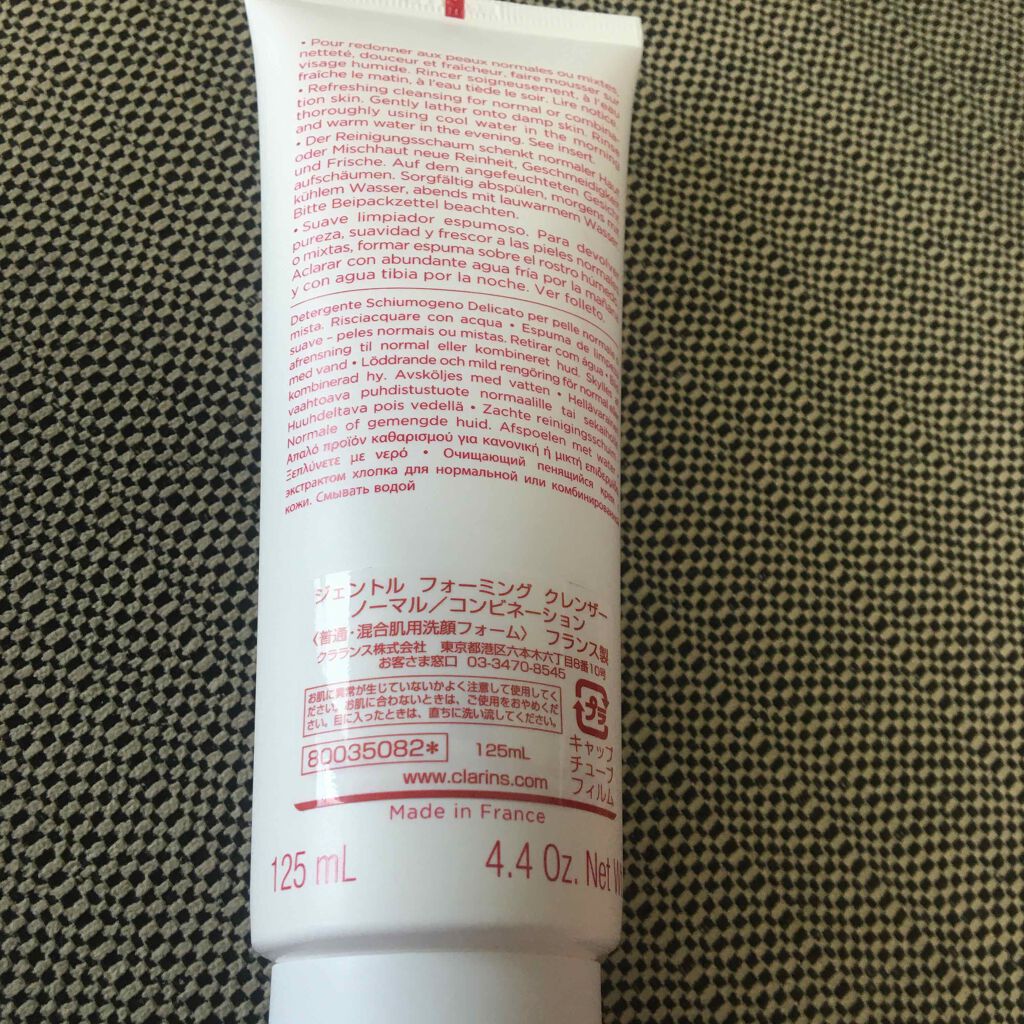 • Pour redonner aux peaux normales ou mixtes,
netteté, douceur et fraîcheur, faire mousser sur
visage humide. Rincer soigneusement, à l'eau
fraîche le matin, à l'eau tiède le soir. Lire notice.
• Refreshing cleansing for normal or combina-
tion skin. Gently lather onto damp skin. Rinse
thoroughly using cool water in the morning
and warm water in the evening. See insert.
• Der Reinigungsschaum schenkt normaler Haut
oder Mischhaut neue Reinheit, Geschmeidigkeit
und Frische. Auf dem angefeuchteten Gesicht
aufschäumen. Sorgfältig abspülen, morgens mit
kühlem Wasser, abends mit lauwarmem Wasser.
Bitte Beipackzettel beachten.
• Suave limpiador espumoso. Para devolver
pureza, suavidad y frescor a las pieles normales
o mixtas, formar espuma sobre el rostro húmedo.
Aclarar con abundante agua fría por la mañana
y con agua tibia por la noche. Ver folleto.
Detergente Schiumogeno Delicato per pelle normale o
mista. Risciacquare con acqua • Espuma de limpeza
suave – peles normais ou mistas. Retirar com água •
afrensning til normal eller kombineret hud. Skylles
med vand • Löddrande och mild rengöring för normal eller
kombinerad hy. Avsköljes med vatten • Hellävarainen
vaahtoava puhdistustuote normaalille tai sekaiholle.
Huuhdeltava pois vedellä • Zachte reinigingsschuim
Normale of gemengde huid. Afspoelen met water
Απαλό προϊόν καθαρισμού για κανονική ή μικτή επιδερμίδα
Ξεπλύνετε με νερό • Очищающий пенящийся крем с
экстрактом хлопка для нормальной или комбинированной
кожи. Смывать водой
ジェントル フォーミング クレンザー
ノーマル／コンビネーション
〈普通・混合肌用洗顔フォーム〉 フランス製
クラランス株式会社 東京都港区六本木六丁目8番10号
お客さま窓口 03-3470-8545
お肌に異常が生じていないかよく注意して使用してく
ださい。お肌に合わないときは、ご使用をおやめくだ
さい。目に入ったときは、直ちに洗い流してください。
プラ
キャップ
チューブ
フィルム
80035082* 125mL
www.clarins.com
Made in France
125 mL 4.4 Oz. Net